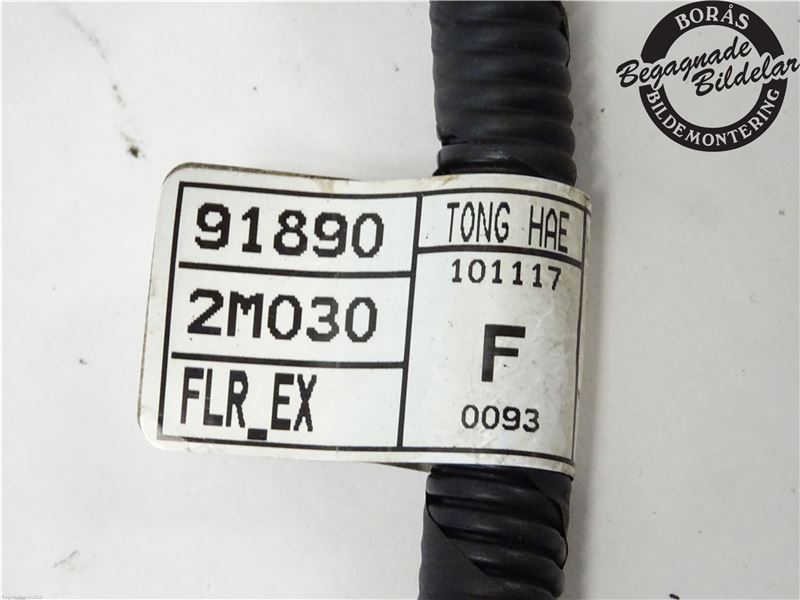 BORÅS
Begagnade
Bildelar
BILDEMONTERING
91890
2M030
FLR_EX
TONG HAE
101117
F
0093